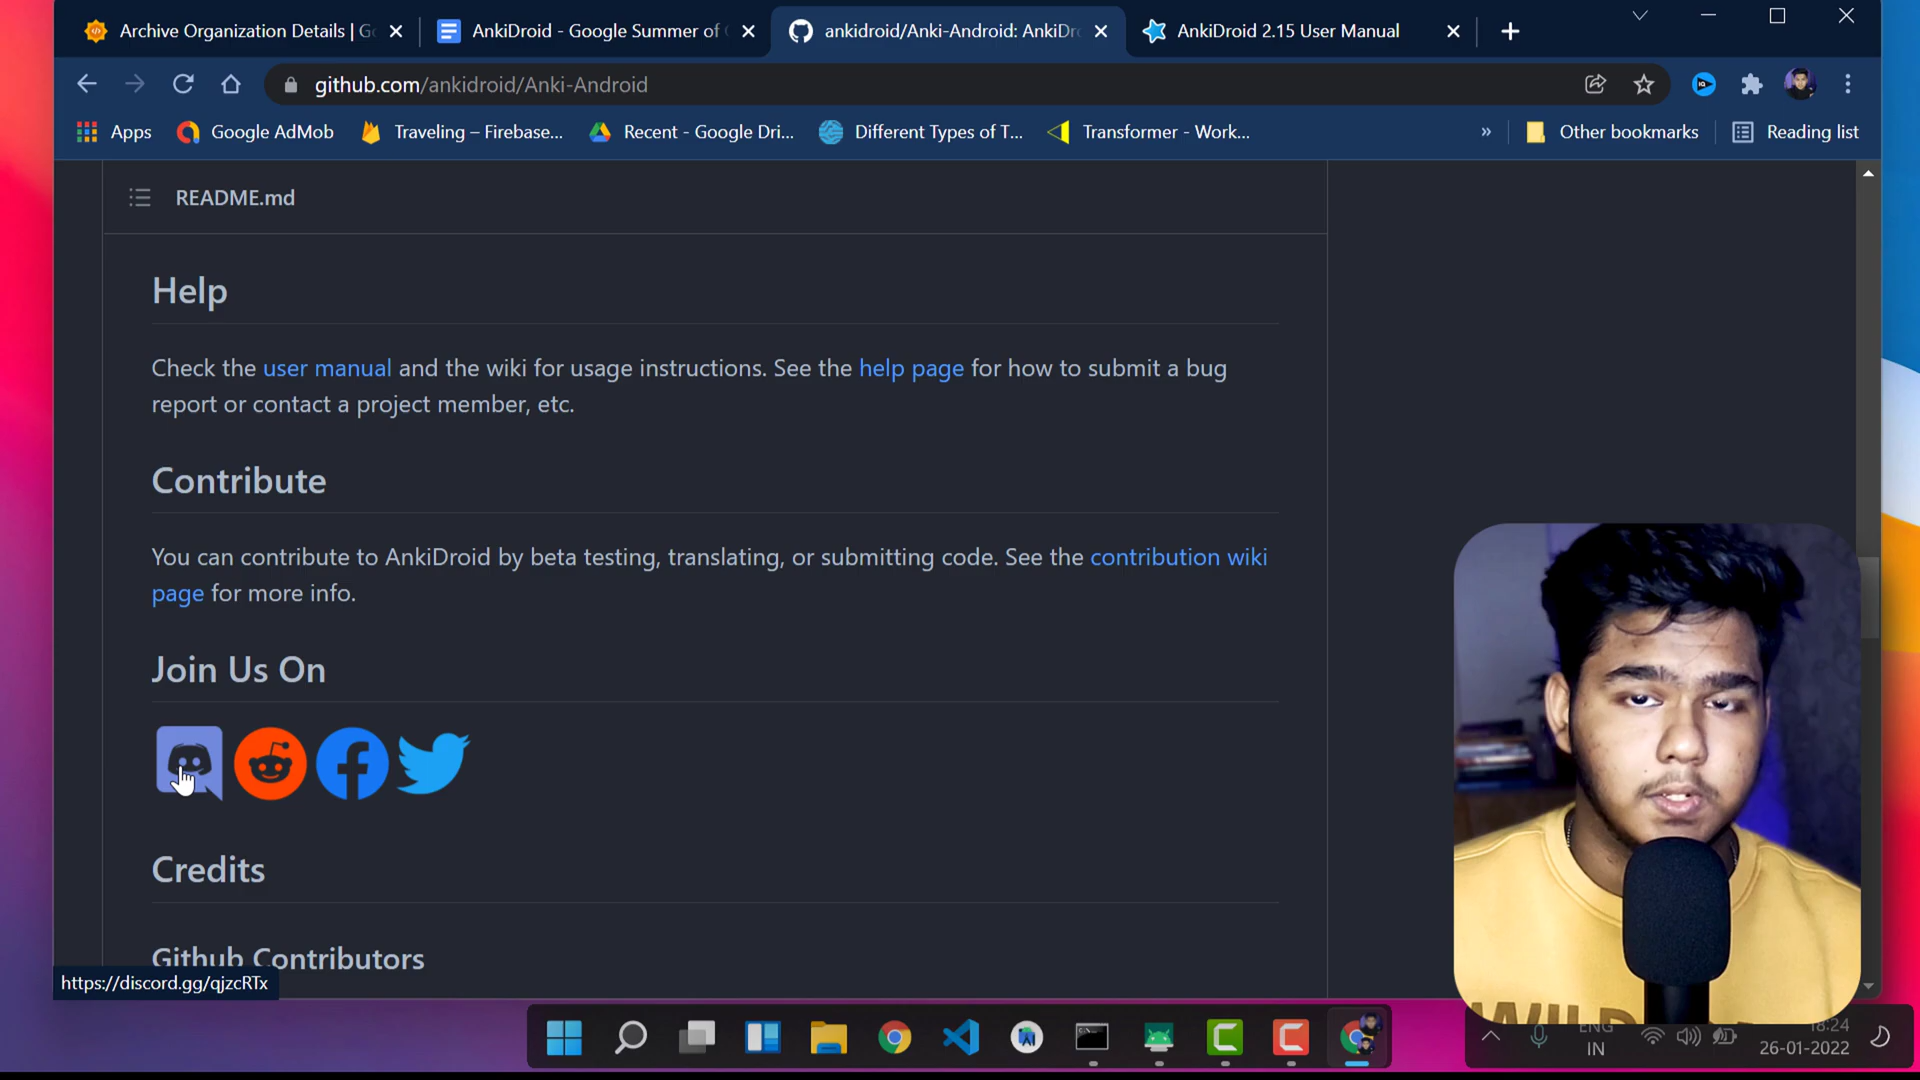 Archive Organization Details | Go
AnkiDroid - Google Summer of C
ankidroid/Anki-Android: AnkiDro
AnkiDroid 2.15 User Manual
github.com/ankidroid/Anki-Android
Apps
Google AdMob
Traveling – Firebase...
Recent - Google Dri...
Different Types of T...
Transformer - Work...
»
Other bookmarks
Reading list
README.md
Help
Check the user manual and the wiki for usage instructions. See the help page for how to submit a bug
report or contact a project member, etc.
Contribute
You can contribute to AnkiDroid by beta testing, translating, or submitting code. See the contribution wiki
page for more info.
Join Us On
Credits
Github Contributors
https://discord.gg/qjzcRTx
ENG
IN
18:24
26-01-2022